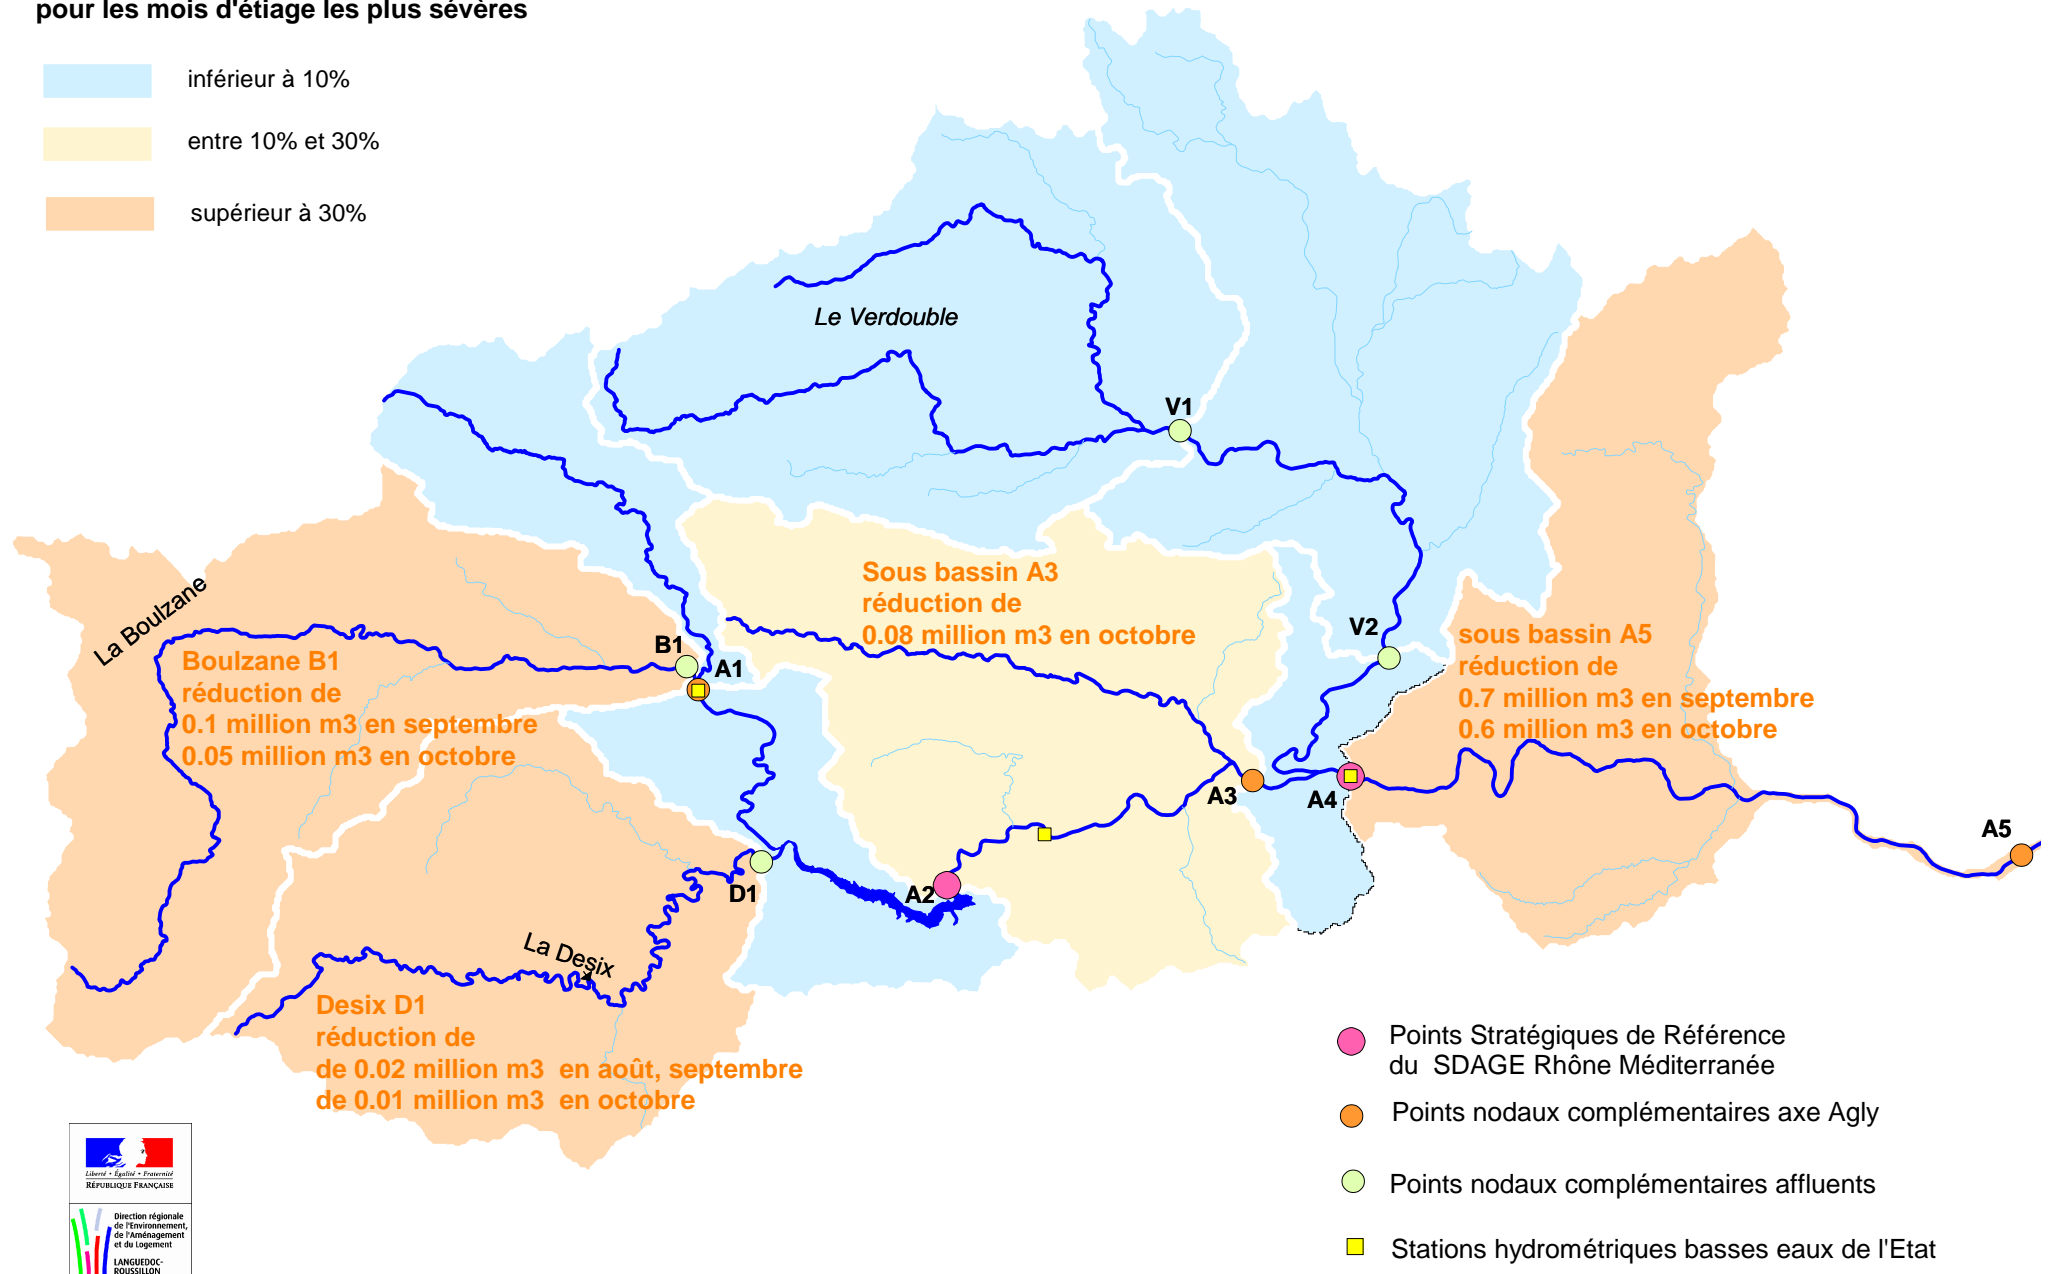 pour les mois d'étiage les plus sévères
inférieur à 10%
entre 10% et 30%
supérieur à 30%
Le Verdouble
V1
La Boulzane
Sous bassin A3
réduction de
0.08 million m3 en octobre
B1
A1
V2
sous bassin A5
réduction de
0.7 million m3 en septembre
0.6 million m3 en octobre
Boulzane B1
réduction de
0.1 million m3 en septembre
0.05 million m3 en octobre
A3
A4
A5
D1
A2
La Desix
Desix D1
réduction de
de 0.02 million m3 en août, septembre
de 0.01 million m3 en octobre
Points Stratégiques de Référence
du SDAGE Rhône Méditerranée
Points nodaux complémentaires axe Agly
Points nodaux complémentaires affluents
Stations hydrométriques basses eaux de l'Etat
Liberté • Égalité • Fraternité
RÉPUBLIQUE FRANÇAISE
Direction régionale
de l'Environnement,
de l'Aménagement
et du Logement
LANGUEDOC-
ROUSSILLON